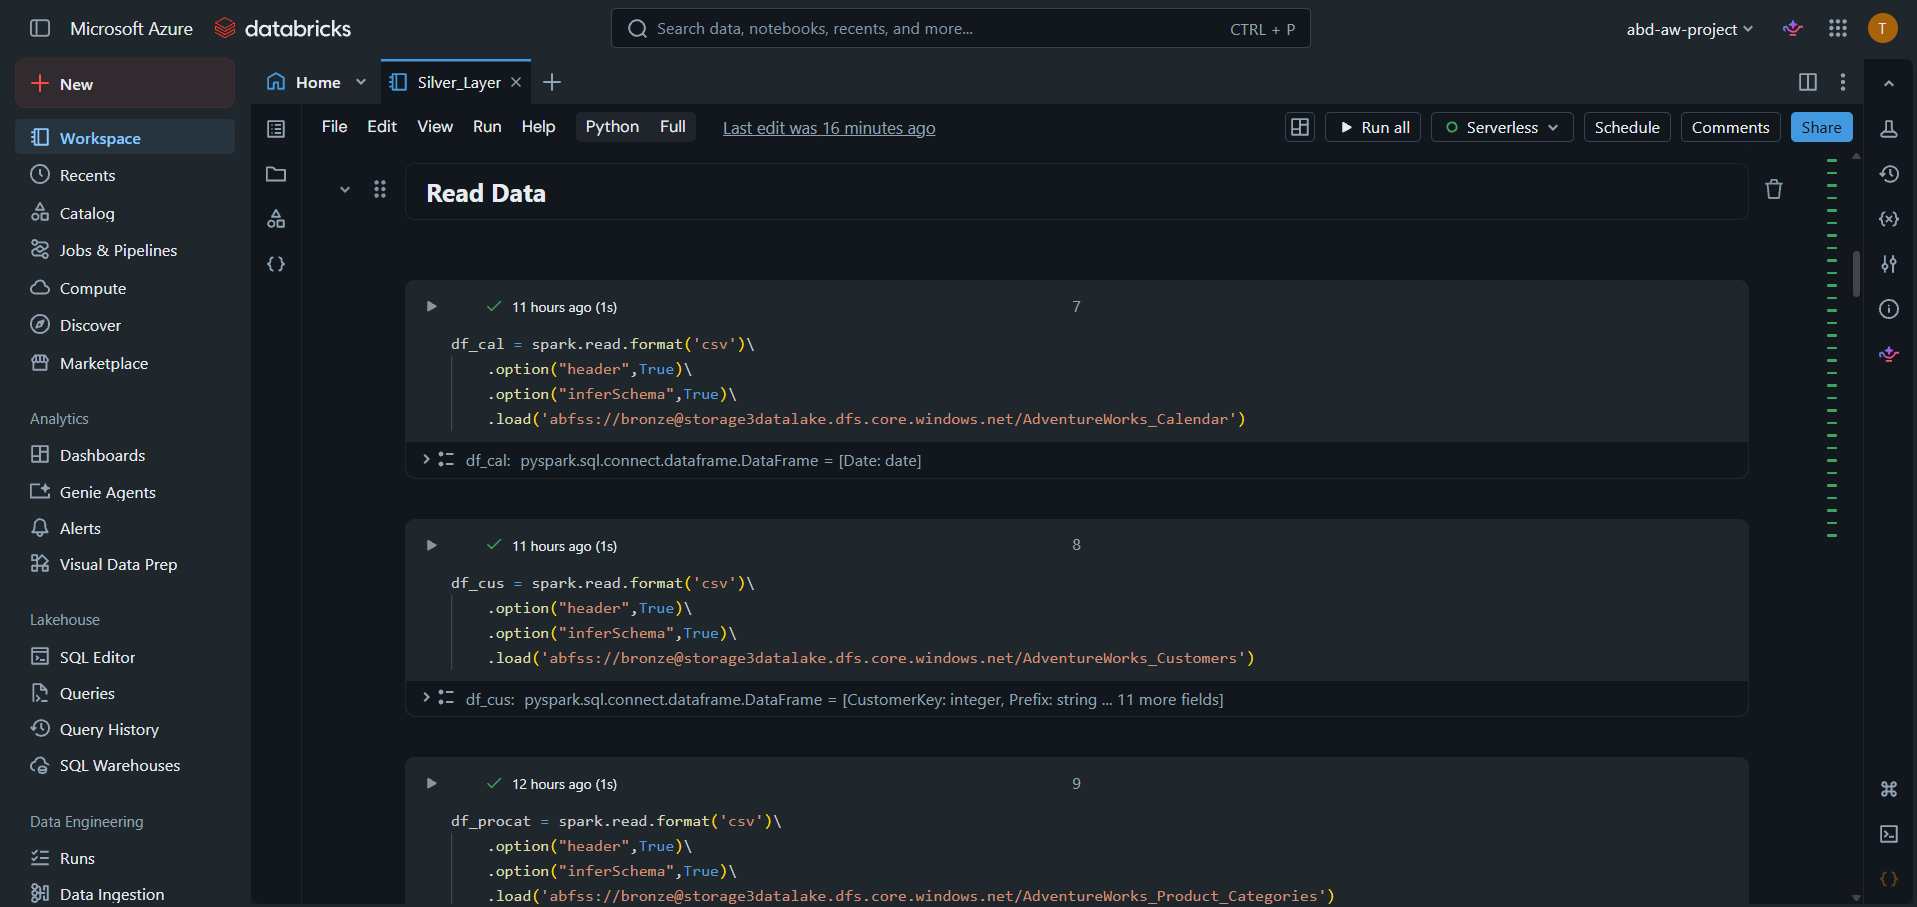 Microsoft Azure databricks
Search data, notebooks, recents, and more... CTRL + P
abd-aw-project
T
New
Workspace
Recents
Catalog
Jobs & Pipelines
Compute
Discover
Marketplace
Analytics
Dashboards
Genie Agents
Alerts
Visual Data Prep
Lakehouse
SQL Editor
Queries
Query History
SQL Warehouses
Data Engineering
Runs
Data Ingestion
Home
Silver_Layer
File Edit View Run Help Python Full Last edit was 16 minutes ago
Run all Serverless Schedule Comments Share
Read Data
11 hours ago (1s) 7
df_cal = spark.read.format('csv')\
.option("header",True)\
.option("inferSchema",True)\
.load('abfss://bronze@storage3datalake.dfs.core.windows.net/AdventureWorks_Calendar')
df_cal: pyspark.sql.connect.dataframe.DataFrame = [Date: date]
11 hours ago (1s) 8
df_cus = spark.read.format('csv')\
.option("header",True)\
.option("inferSchema",True)\
.load('abfss://bronze@storage3datalake.dfs.core.windows.net/AdventureWorks_Customers')
df_cus: pyspark.sql.connect.dataframe.DataFrame = [CustomerKey: integer, Prefix: string ... 11 more fields]
12 hours ago (1s) 9
df_procat = spark.read.format('csv')\
.option("header",True)\
.option("inferSchema",True)\
.load('abfss://bronze@storage3datalake.dfs.core.windows.net/AdventureWorks_Product_Categories')